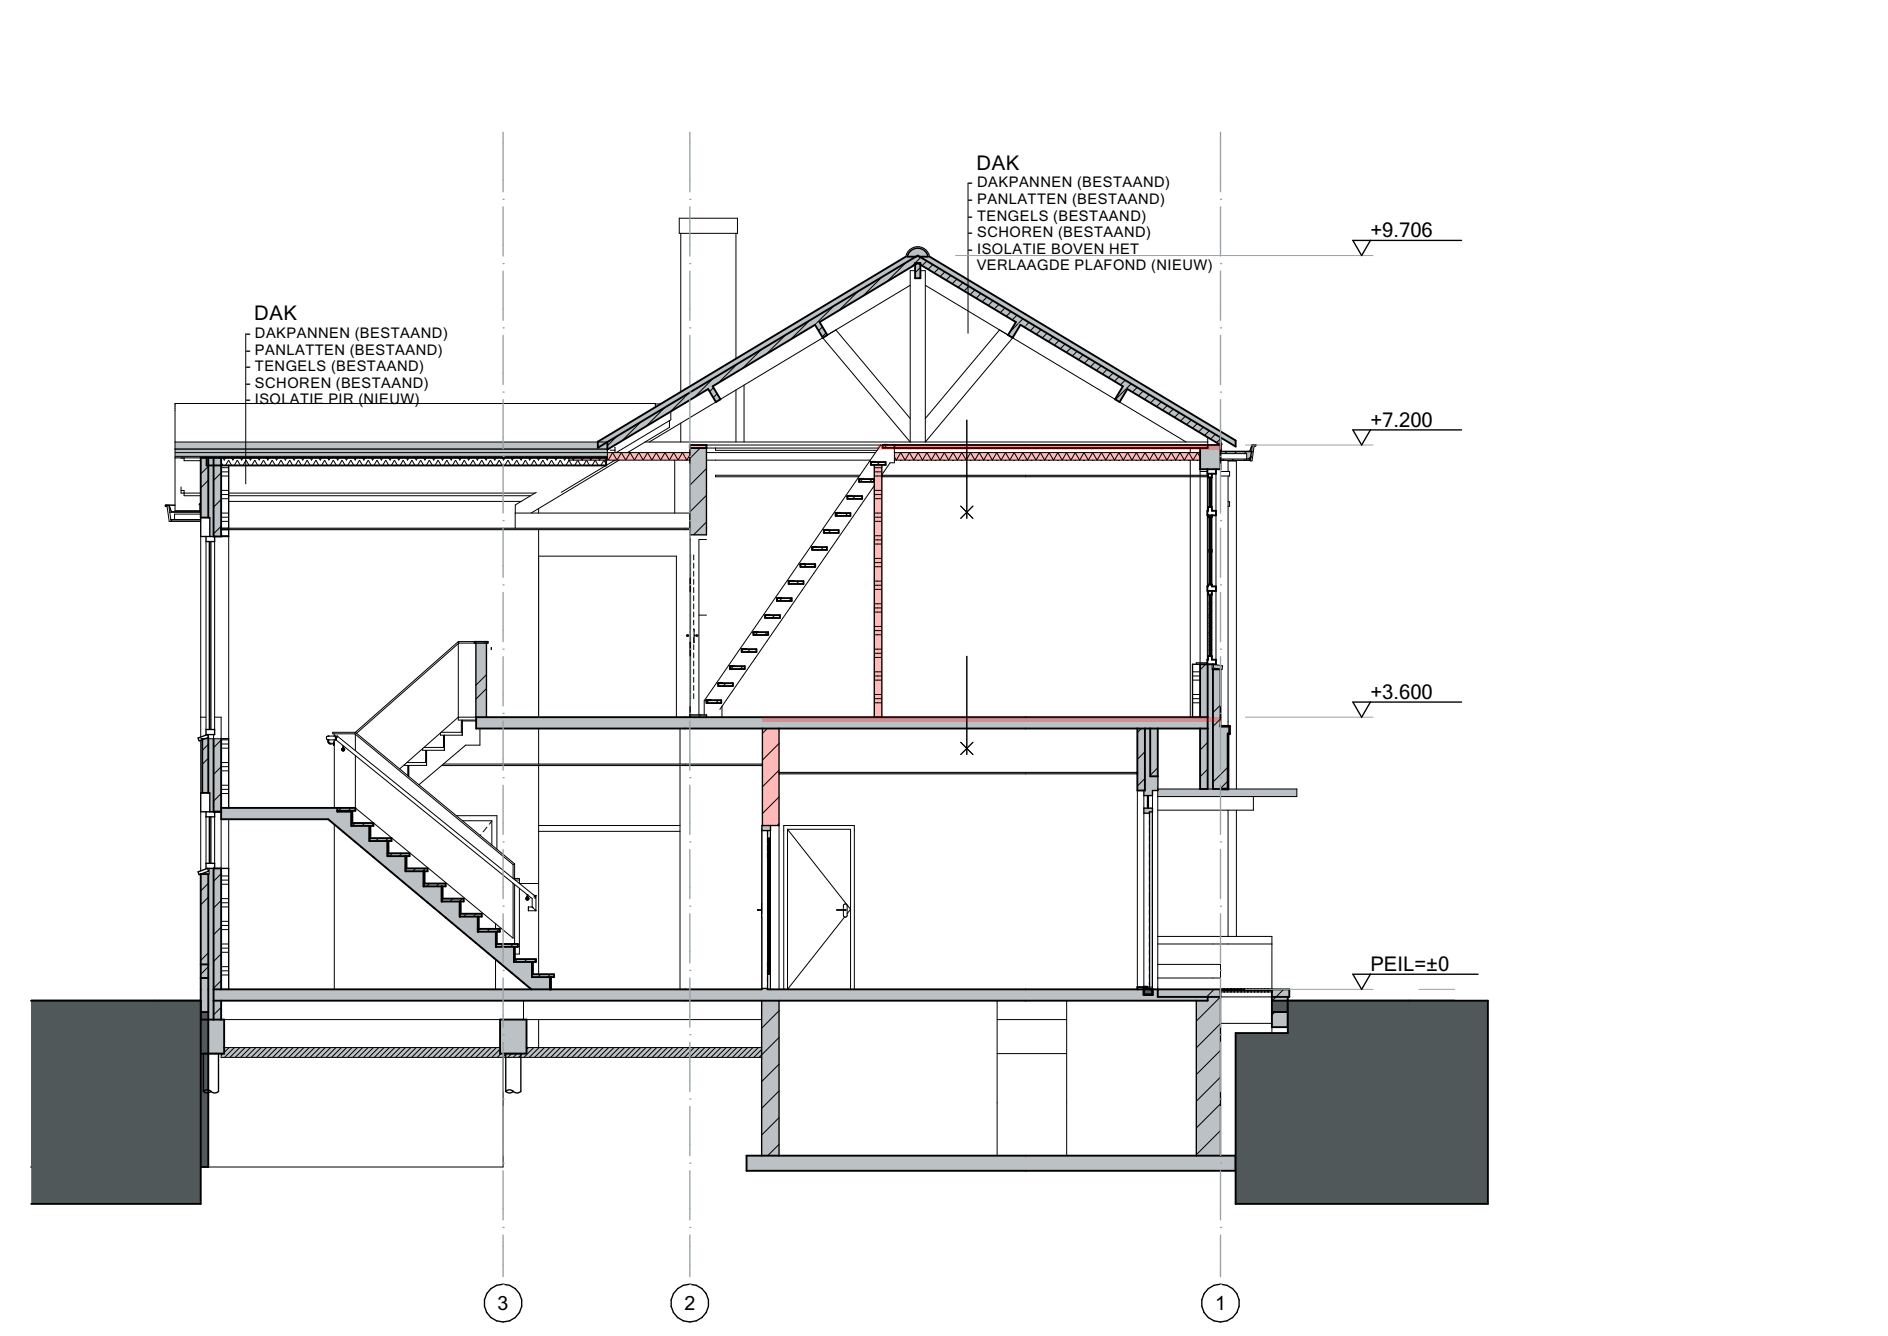 DAK
DAKPANNEN (BESTAAND)
PANLATTEN (BESTAAND)
TENGELS (BESTAAND)
SCHOREN (BESTAAND)
ISOLATIE BOVEN HET
VERLAAGDE PLAFOND (NIEUW)
+9.706
DAK
DAKPANNEN (BESTAAND)
PANLATTEN (BESTAAND)
TENGELS (BESTAAND)
SCHOREN (BESTAAND)
ISOLATIE PIR (NIEUW)
+7.200
+3.600
PEIL=±0
3
2
1